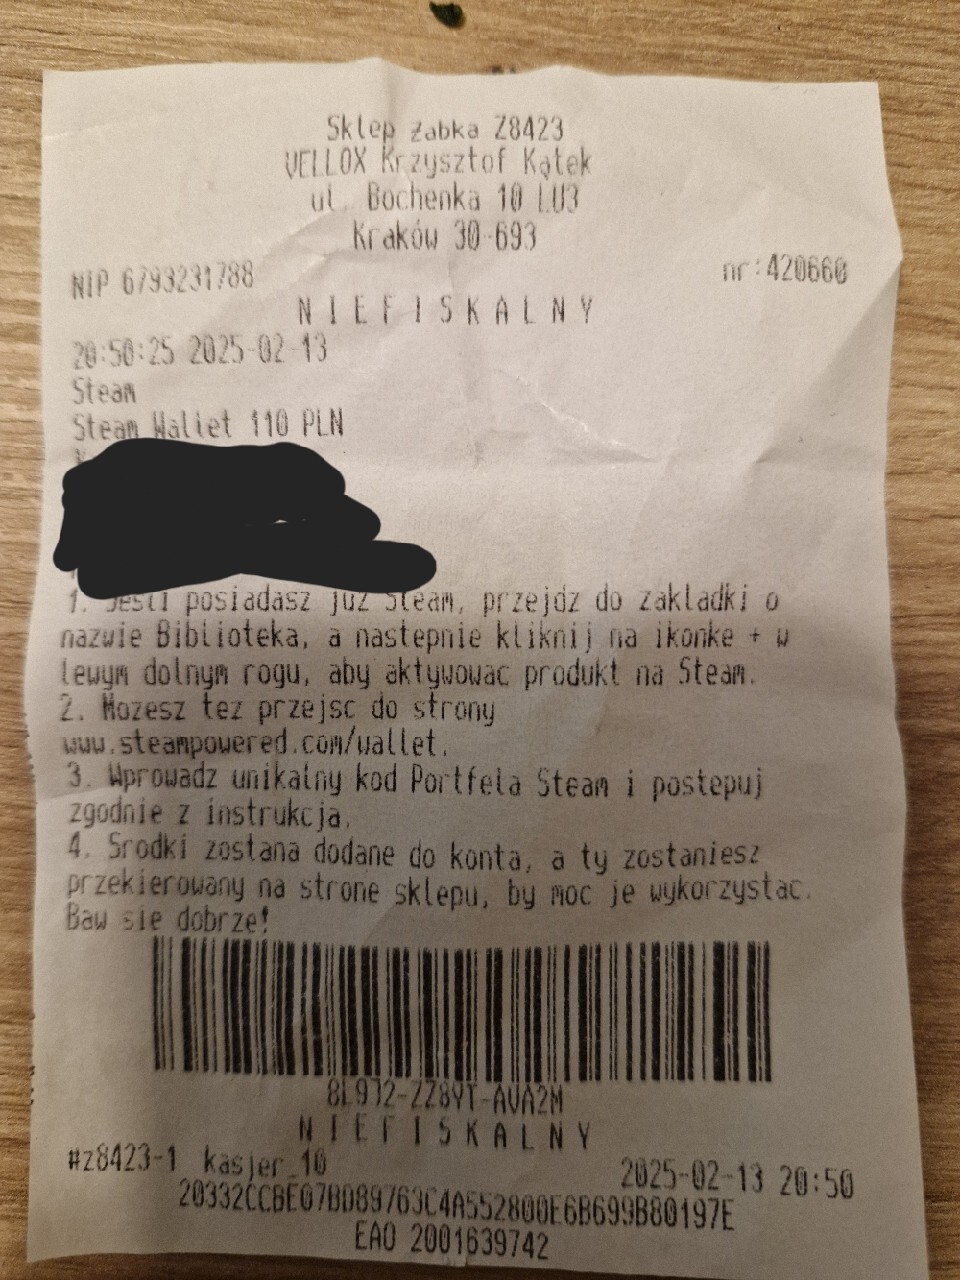 Sklep Żabka Z8423
VELLOX Krzysztof Kątek
ul. Bochenka 10 LU3
Kraków 30-693
NIP 6793231788 nr:420660
N I E F I S K A L N Y
20:50:25 2025-02-13
Steam
Steam Wallet 110 PLN
1. Jesli posiadasz juz Steam, przejdz do zakladki o
nazwie Biblioteka, a nastepnie kliknij na ikonke + w
lewym dolnym rogu, aby aktywowac produkt na Steam.
2. Mozesz tez przejsc do strony
www.steampowered.com/wallet.
3. Wprowadz unikalny kod Portfela Steam i postepuj
zgodnie z instrukcja.
4. Srodki zostana dodane do konta, a ty zostaniesz
przekierowany na strone sklepu, by moc je wykorzystac.
Baw sie dobrze!
8L972-ZZ8YT-AVA2M
N I E F I S K A L N Y
#z8423-1 kasjer_10 2025-02-13 20:50
20332CCBE07BD89763C4A552800E6B699B80197E
EAO 2001639742